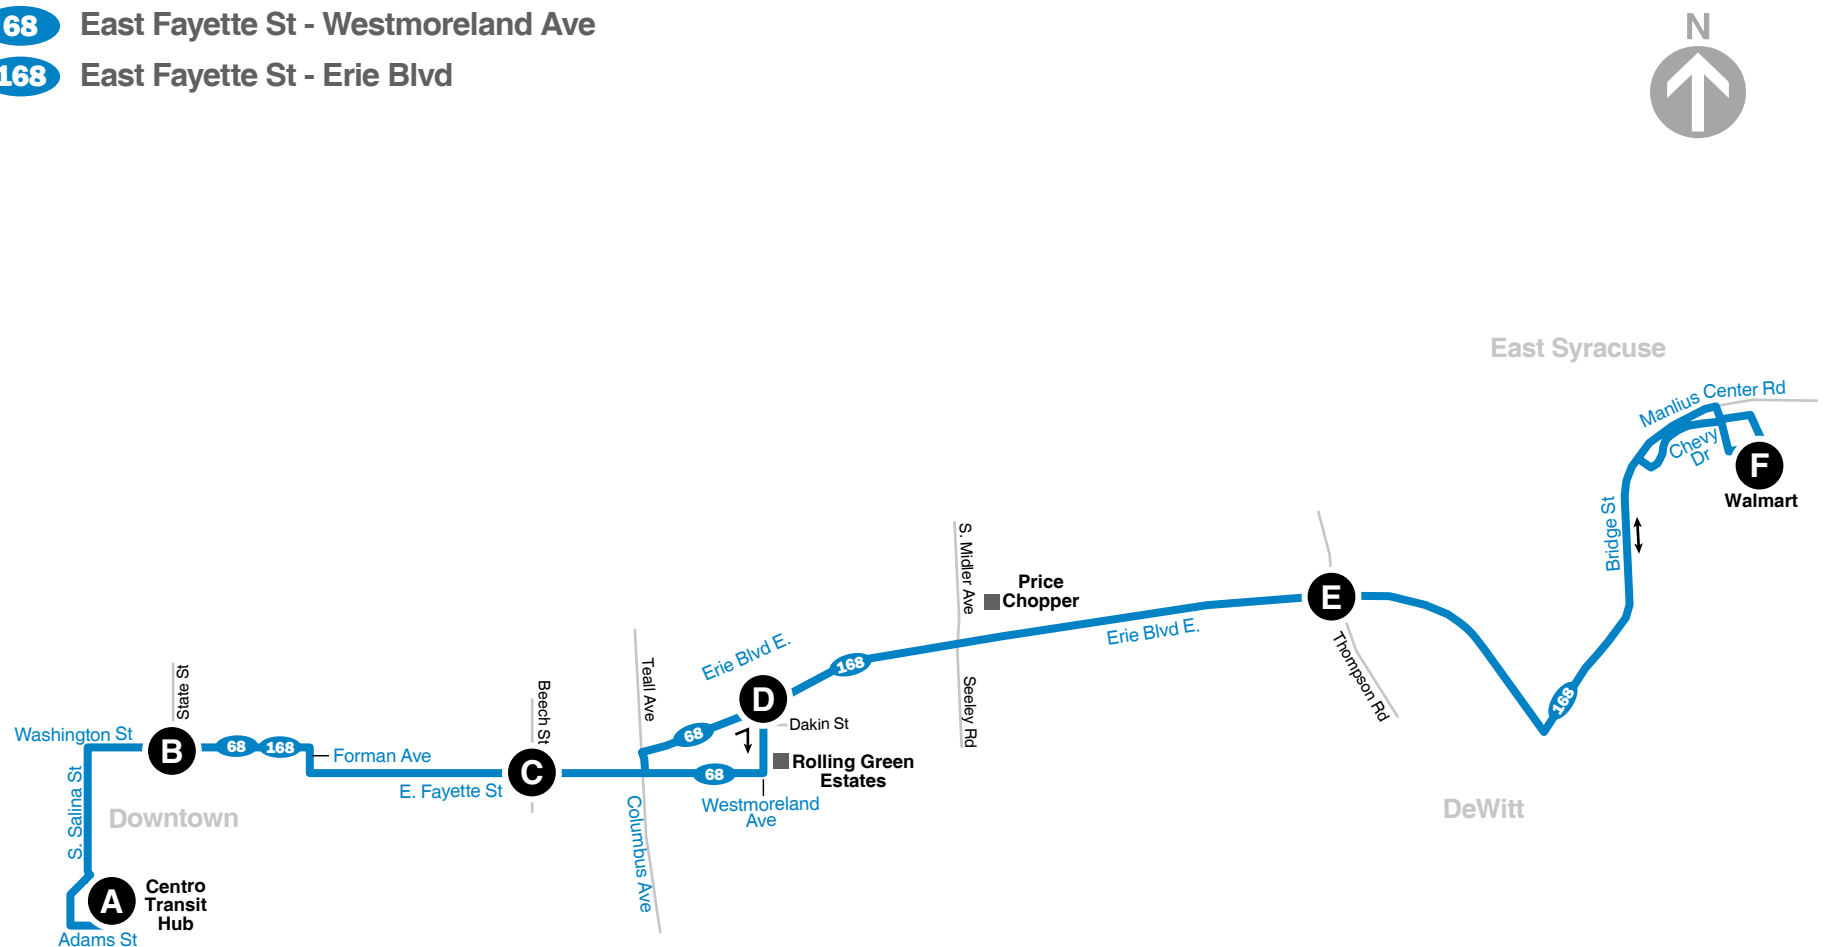 68 East Fayette St - Westmoreland Ave
168 East Fayette St - Erie Blvd
N
East Syracuse
Manlius Center Rd
Chevy
Dr
F
Walmart
Bridge St
S. Midler Ave
Price
Chopper
E
Erie Blvd E.
Thompson Rd
Erie Blvd E.
168
168
Teall Ave
D
Dakin St
Seeley Rd
State St
Beech St
68
Washington St
B
68
168
Forman Ave
C
68
Rolling Green
Estates
E. Fayette St
Westmoreland
Ave
S. Salina St
Downtown
Columbus Ave
DeWitt
A
Centro
Transit
Hub
Adams St